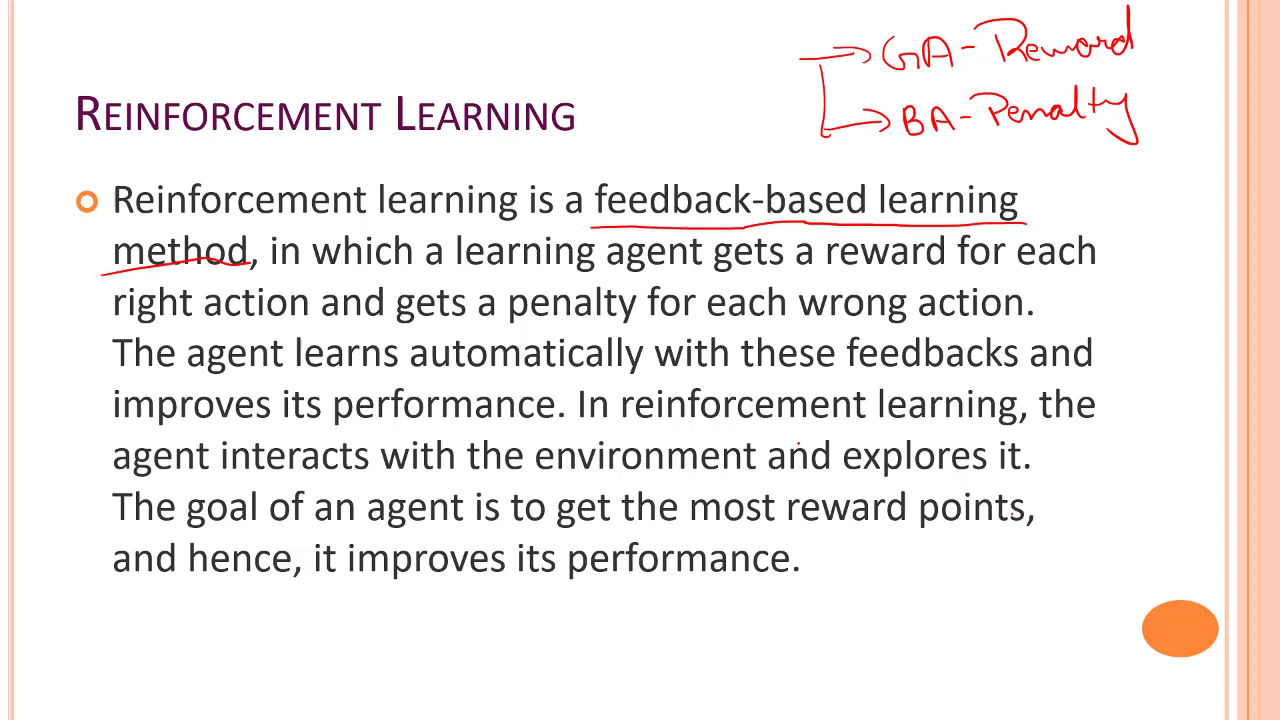 GA - Reward
BA - Penalty
REINFORCEMENT LEARNING
Reinforcement learning is a feedback-based learning
method, in which a learning agent gets a reward for each
right action and gets a penalty for each wrong action.
The agent learns automatically with these feedbacks and
improves its performance. In reinforcement learning, the
agent interacts with the environment and explores it.
The goal of an agent is to get the most reward points,
and hence, it improves its performance.